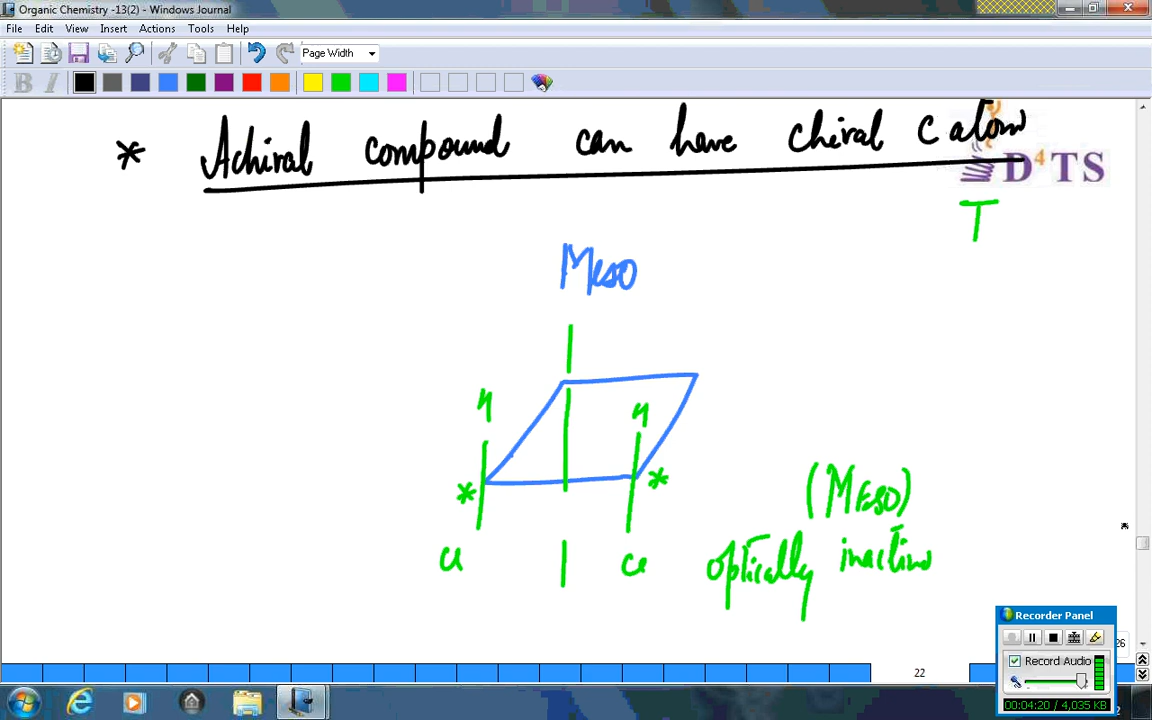 Organic Chemistry -13(2) - Windows Journal
File Edit View Insert Actions Tools Help
B I Page Width
* Achiral compound can have chiral C atom
D4TS
T
Meso
H H
* *
Cl Cl
(MESO)
optically inactive
Recorder Panel
26
Record Audio
22
00:04:20 / 4,035 KB